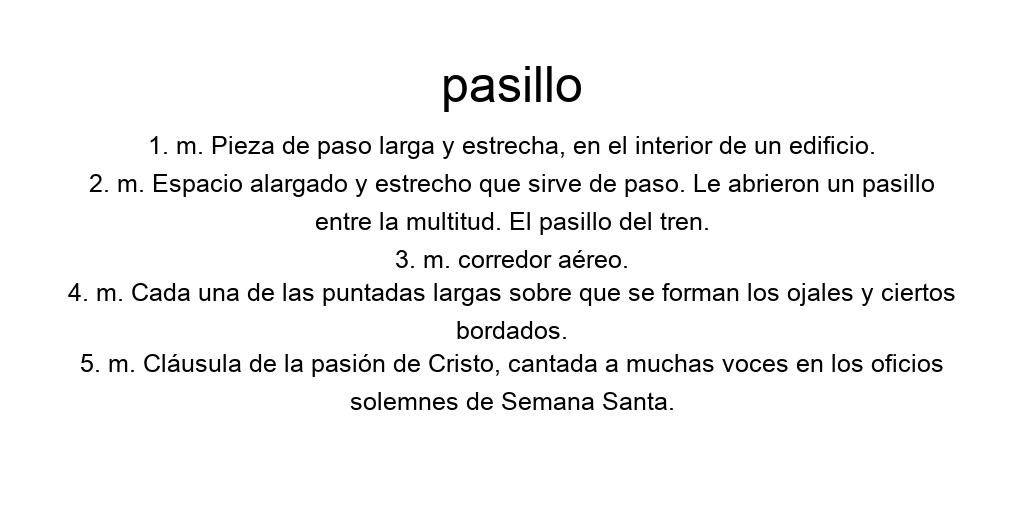 pasillo
1. m. Pieza de paso larga y estrecha, en el interior de un edificio.
2. m. Espacio alargado y estrecho que sirve de paso. Le abrieron un pasillo
entre la multitud. El pasillo del tren.
3. m. corredor aéreo.
4. m. Cada una de las puntadas largas sobre que se forman los ojales y ciertos
bordados.
5. m. Cláusula de la pasión de Cristo, cantada a muchas voces en los oficios
solemnes de Semana Santa.